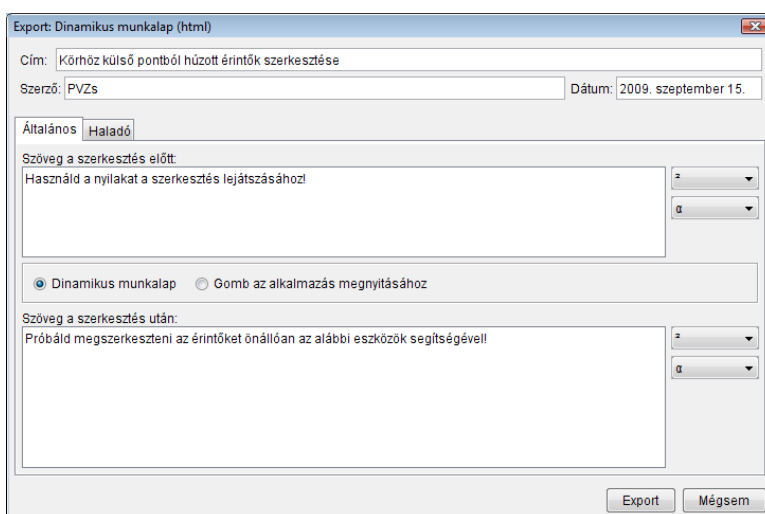 Export: Dinamikus munkalap (html)
Cím: Körhöz külső pontból húzott érintők szerkesztése
Szerző: PVZs Dátum: 2009. szeptember 15.
Általános Haladó
Szöveg a szerkesztés előtt:
Használd a nyilakat a szerkesztés lejátszásához!
²
α
Dinamikus munkalap Gomb az alkalmazás megnyitásához
Szöveg a szerkesztés után:
Próbáld megszerkeszteni az érintőket önállóan az alábbi eszközök segítségével!
²
α
Export Mégsem